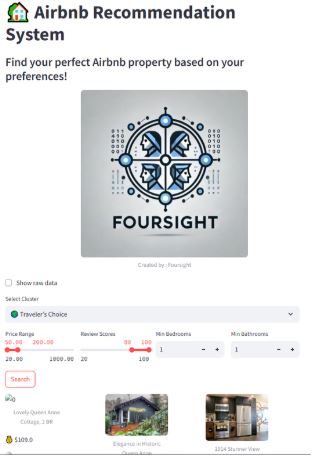 Airbnb Recommendation
System
Find your perfect Airbnb property based on your
preferences!
FOURSIGHT
Created by : Foursight
Show raw data
Select Cluster
Traveler's Choice
Price Range
Review Scores
Min Bedrooms
Min Bathrooms
50.00 200.00
80 100
1 - +
1 - +
20.00 1000.00
20 100
Search
Lovely Queen Anne
Cottage, 2 BR
Elegance in Historic
Queen Anne
1914 Stunner View
$109.0